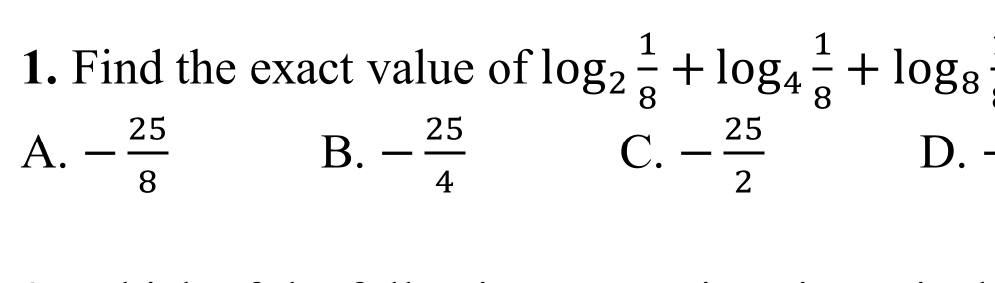 1. Find the exact value of log₂ 1/8 + log₄ 1/8 + log₈
A. −25/8 B. −25/4 C. −25/2 D.